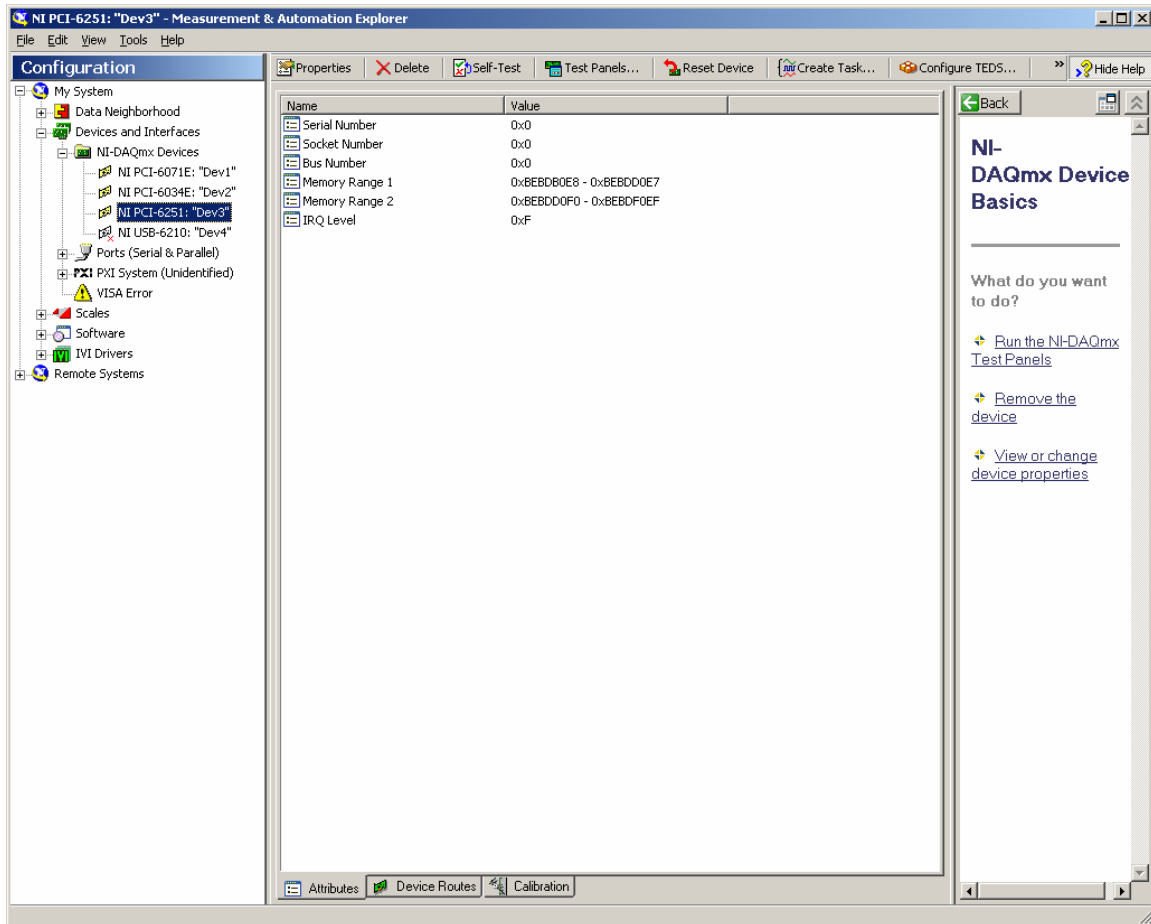 NI PCI-6251: "Dev3" - Measurement & Automation Explorer
File Edit View Tools Help
Configuration
My System
Data Neighborhood
Devices and Interfaces
NI-DAQmx Devices
NI PCI-6071E: "Dev1"
NI PCI-6034E: "Dev2"
NI PCI-6251: "Dev3"
NI USB-6210: "Dev4"
Ports (Serial & Parallel)
PXI PXI System (Unidentified)
VISA Error
Scales
Software
IVI IVI Drivers
Remote Systems
Properties Delete Self-Test Test Panels... Reset Device Create Task... Configure TEDS... » Hide Help
Name Value
Serial Number 0x0
Socket Number 0x0
Bus Number 0x0
Memory Range 1 0xBEBDB0E8 - 0xBEBDD0E7
Memory Range 2 0xBEBDD0F0 - 0xBEBDF0EF
IRQ Level 0xF
Attributes Device Routes Calibration
Back
NI-
DAQmx Device
Basics
What do you want
to do?
Run the NI-DAQmx
Test Panels
Remove the
device
View or change
device properties